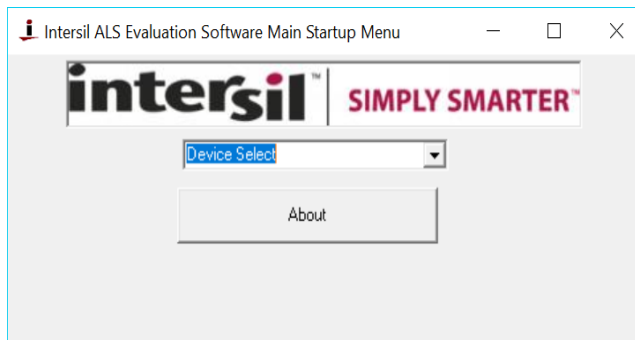 Intersil ALS Evaluation Software Main Startup Menu
intersil™ SIMPLY SMARTER™
Device Select
About